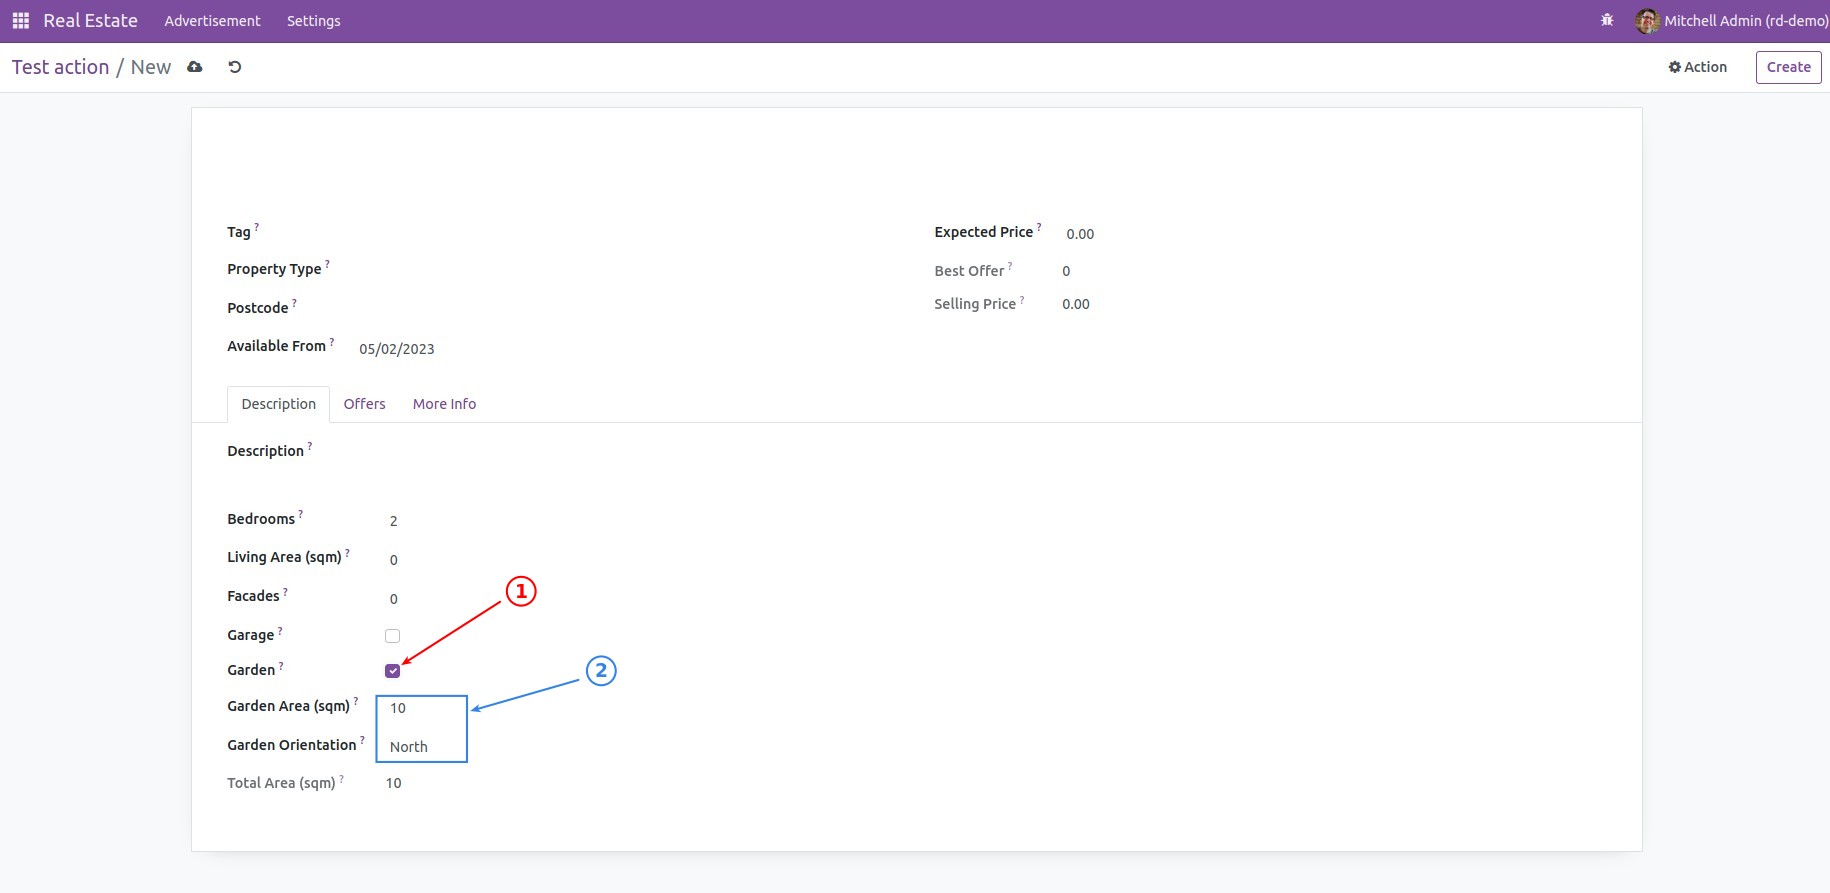 Real Estate Advertisement Settings Mitchell Admin (rd-demo)
Test action / New Action Create
Tag ? Expected Price ? 0.00
Property Type ? Best Offer ? 0
Postcode ? Selling Price ? 0.00
Available From ? 05/02/2023
Description Offers More Info
Description ?
Bedrooms ? 2
Living Area (sqm) ? 0
Facades ? 0
1
Garage ?
Garden ?
2
Garden Area (sqm) ? 10
Garden Orientation ? North
Total Area (sqm) ? 10